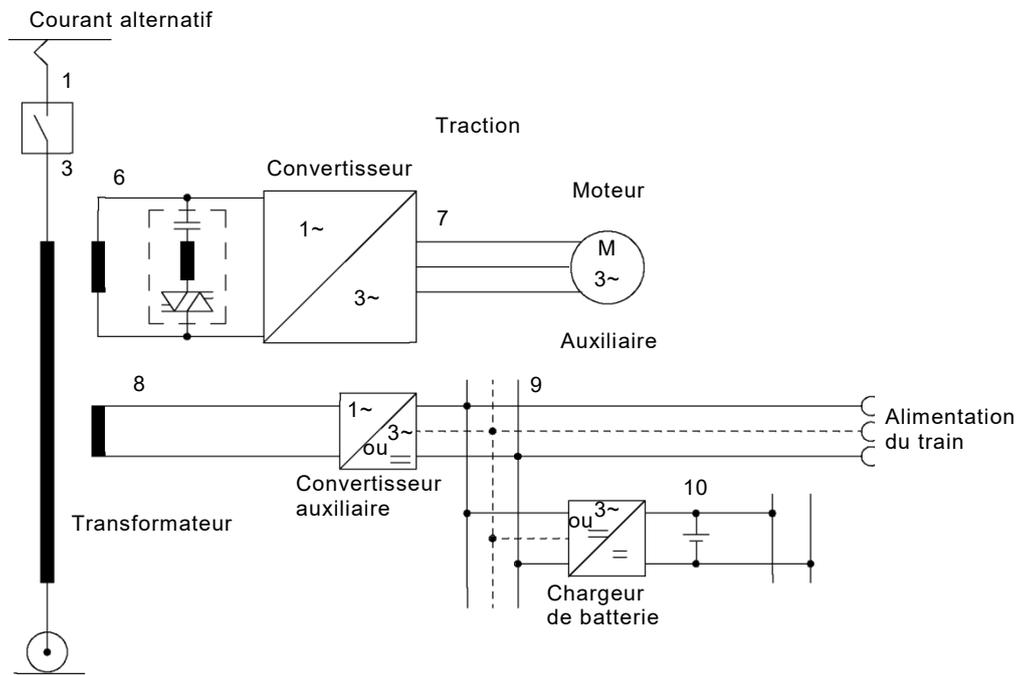 Courant alternatif
1
3
Traction
6
Convertisseur
1~
3~
7
Moteur
M
3~
Auxiliaire
8
1~
3~
ou
Convertisseur
auxiliaire
9
Alimentation
du train
Transformateur
ou
3~
10
Chargeur
de batterie